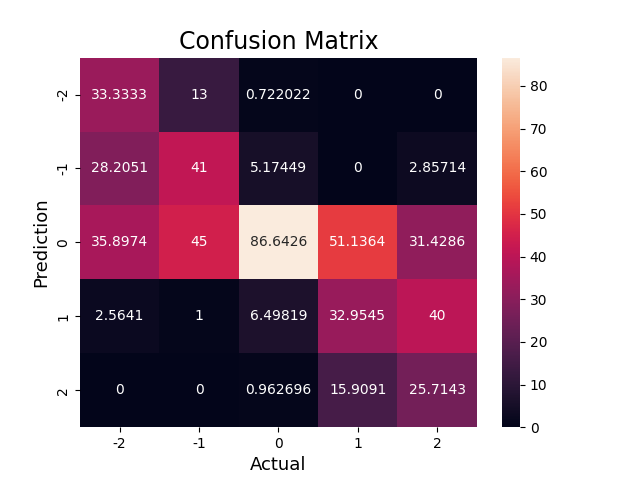 Confusion Matrix
Prediction
-2 33.3333 13 0.722022 0 0
-1 28.2051 41 5.17449 0 2.85714
0 35.8974 45 86.6426 51.1364 31.4286
1 2.5641 1 6.49819 32.9545 40
2 0 0 0.962696 15.9091 25.7143
-2 -1 0 1 2
Actual
80
70
60
50
40
30
20
10
0